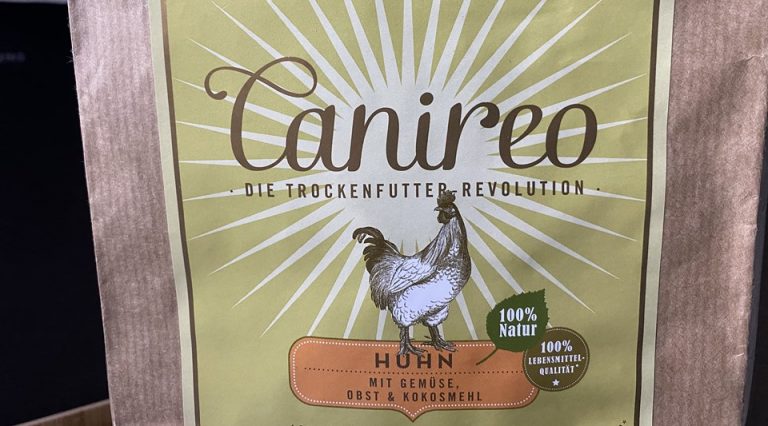 Canireo
· DIE TROCKENFUTTER-REVOLUTION ·
100%
Natur
100%
LEBENSMITTEL-
QUALITÄT*
HUHN
MIT GEMÜSE,
OBST & KOKOSMEHL